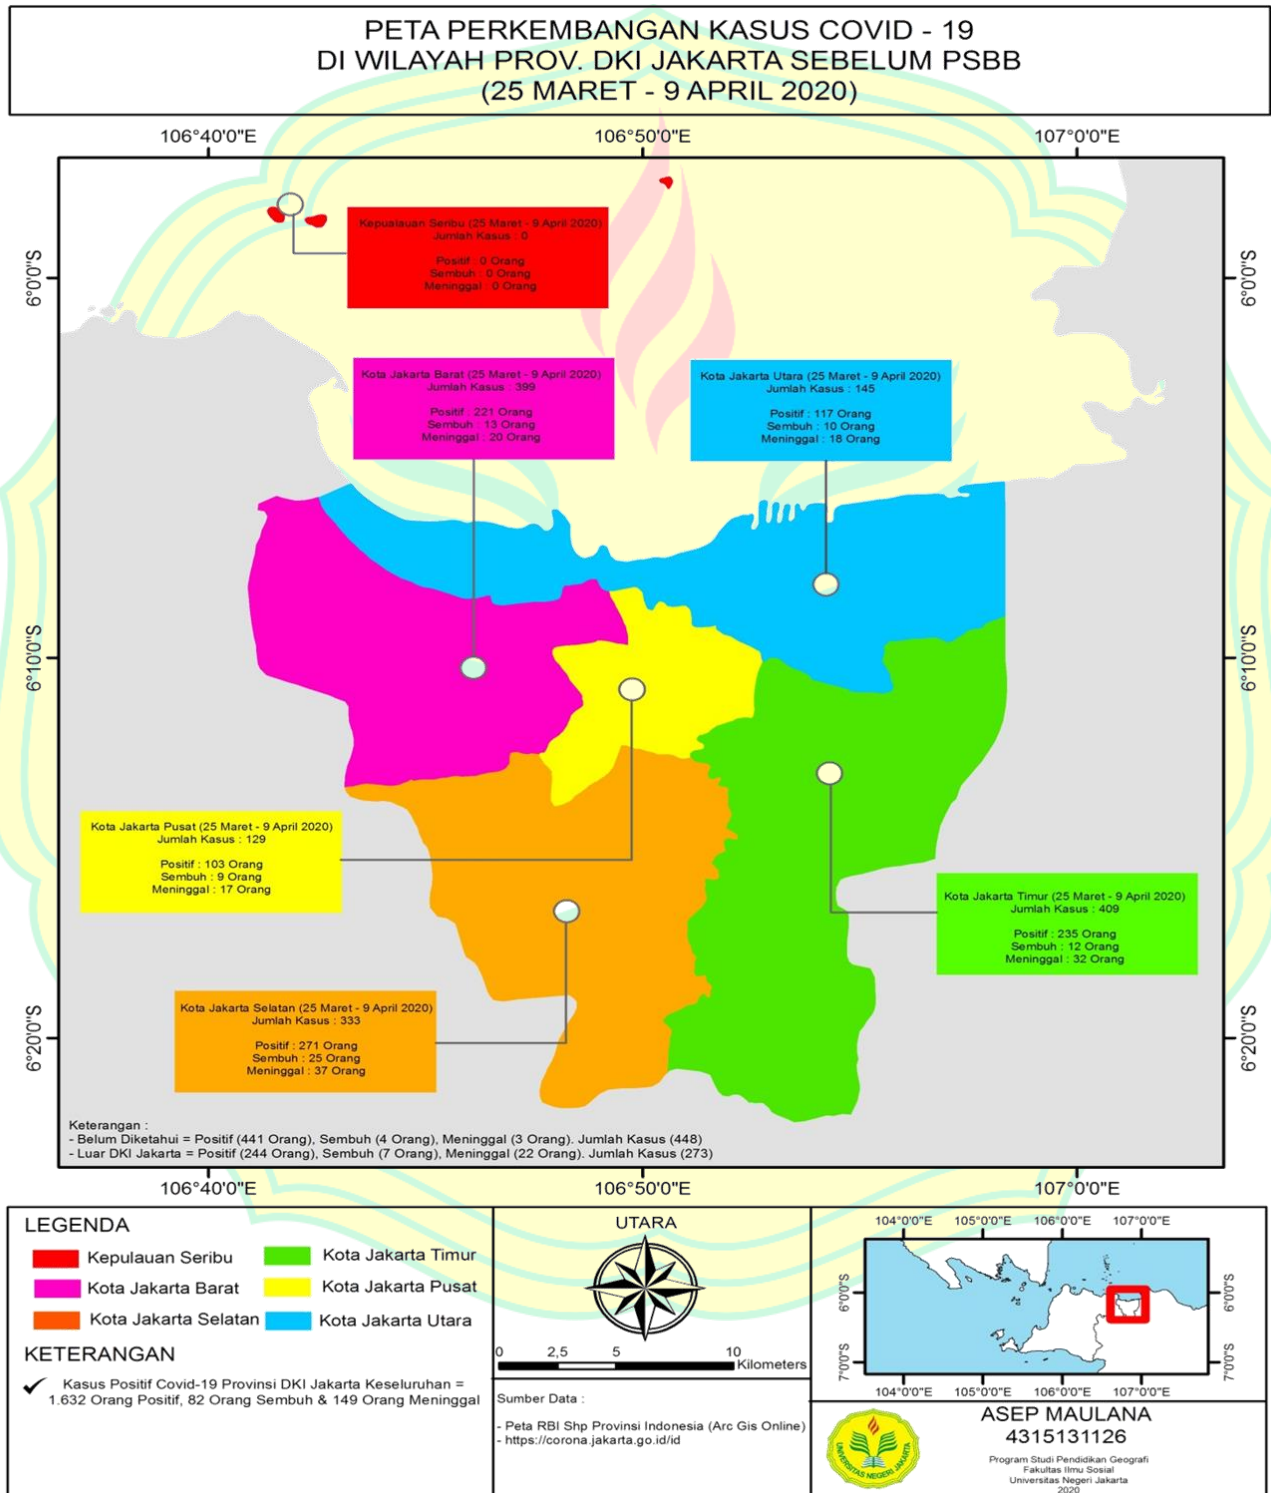 PETA PERKEMBANGAN KASUS COVID - 19
DI WILAYAH PROV. DKI JAKARTA SEBELUM PSBB
(25 MARET - 9 APRIL 2020)
106°40'0"E
106°50'0"E
107°0'0"E
6°0'0"S
6°0'0"S
Kepualauan Seribu (25 Maret - 9 April 2020)
Jumlah Kasus : 0
Positif : 0 Orang
Sembuh : 0 Orang
Meninggal : 0 Orang
Kota Jakarta Barat (25 Maret - 9 April 2020)
Jumlah Kasus : 399
Positif : 221 Orang
Sembuh : 13 Orang
Meninggal : 20 Orang
Kota Jakarta Utara (25 Maret - 9 April 2020)
Jumlah Kasus : 145
Positif : 117 Orang
Sembuh : 10 Orang
Meninggal : 18 Orang
6°10'0"S
6°10'0"S
Kota Jakarta Pusat (25 Maret - 9 April 2020)
Jumlah Kasus : 129
Positif : 103 Orang
Sembuh : 9 Orang
Meninggal : 17 Orang
Kota Jakarta Timur (25 Maret - 9 April 2020)
Jumlah Kasus : 409
Positif : 235 Orang
Sembuh : 12 Orang
Meninggal : 32 Orang
Kota Jakarta Selatan (25 Maret - 9 April 2020)
Jumlah Kasus : 333
Positif : 271 Orang
Sembuh : 25 Orang
Meninggal : 37 Orang
6°20'0"S
6°20'0"S
Keterangan :
- Belum Diketahui = Positif (441 Orang), Sembuh (4 Orang), Meninggal (3 Orang). Jumlah Kasus (448)
- Luar DKI Jakarta = Positif (244 Orang), Sembuh (7 Orang), Meninggal (22 Orang). Jumlah Kasus (273)
106°40'0"E
106°50'0"E
107°0'0"E
LEGENDA
Kepulauan Seribu
Kota Jakarta Timur
Kota Jakarta Barat
Kota Jakarta Pusat
Kota Jakarta Selatan
Kota Jakarta Utara
KETERANGAN
✓ Kasus Positif Covid-19 Provinsi DKI Jakarta Keseluruhan =
1.632 Orang Positif, 82 Orang Sembuh & 149 Orang Meninggal
UTARA
0 2,5 5 10
Kilometers
Sumber Data :
- Peta RBI Shp Provinsi Indonesia (Arc Gis Online)
- https://corona.jakarta.go.id/id
104°0'0"E 105°0'0"E 106°0'0"E 107°0'0"E
6°0'0"S
6°0'0"S
7°0'0"S
7°0'0"S
104°0'0"E 105°0'0"E 106°0'0"E 107°0'0"E
UNIVERSITAS NEGERI JAKARTA
ASEP MAULANA
4315131126
Program Studi Pendidikan Geografi
Fakultas Ilmu Sosial
Universitas Negeri Jakarta
2020